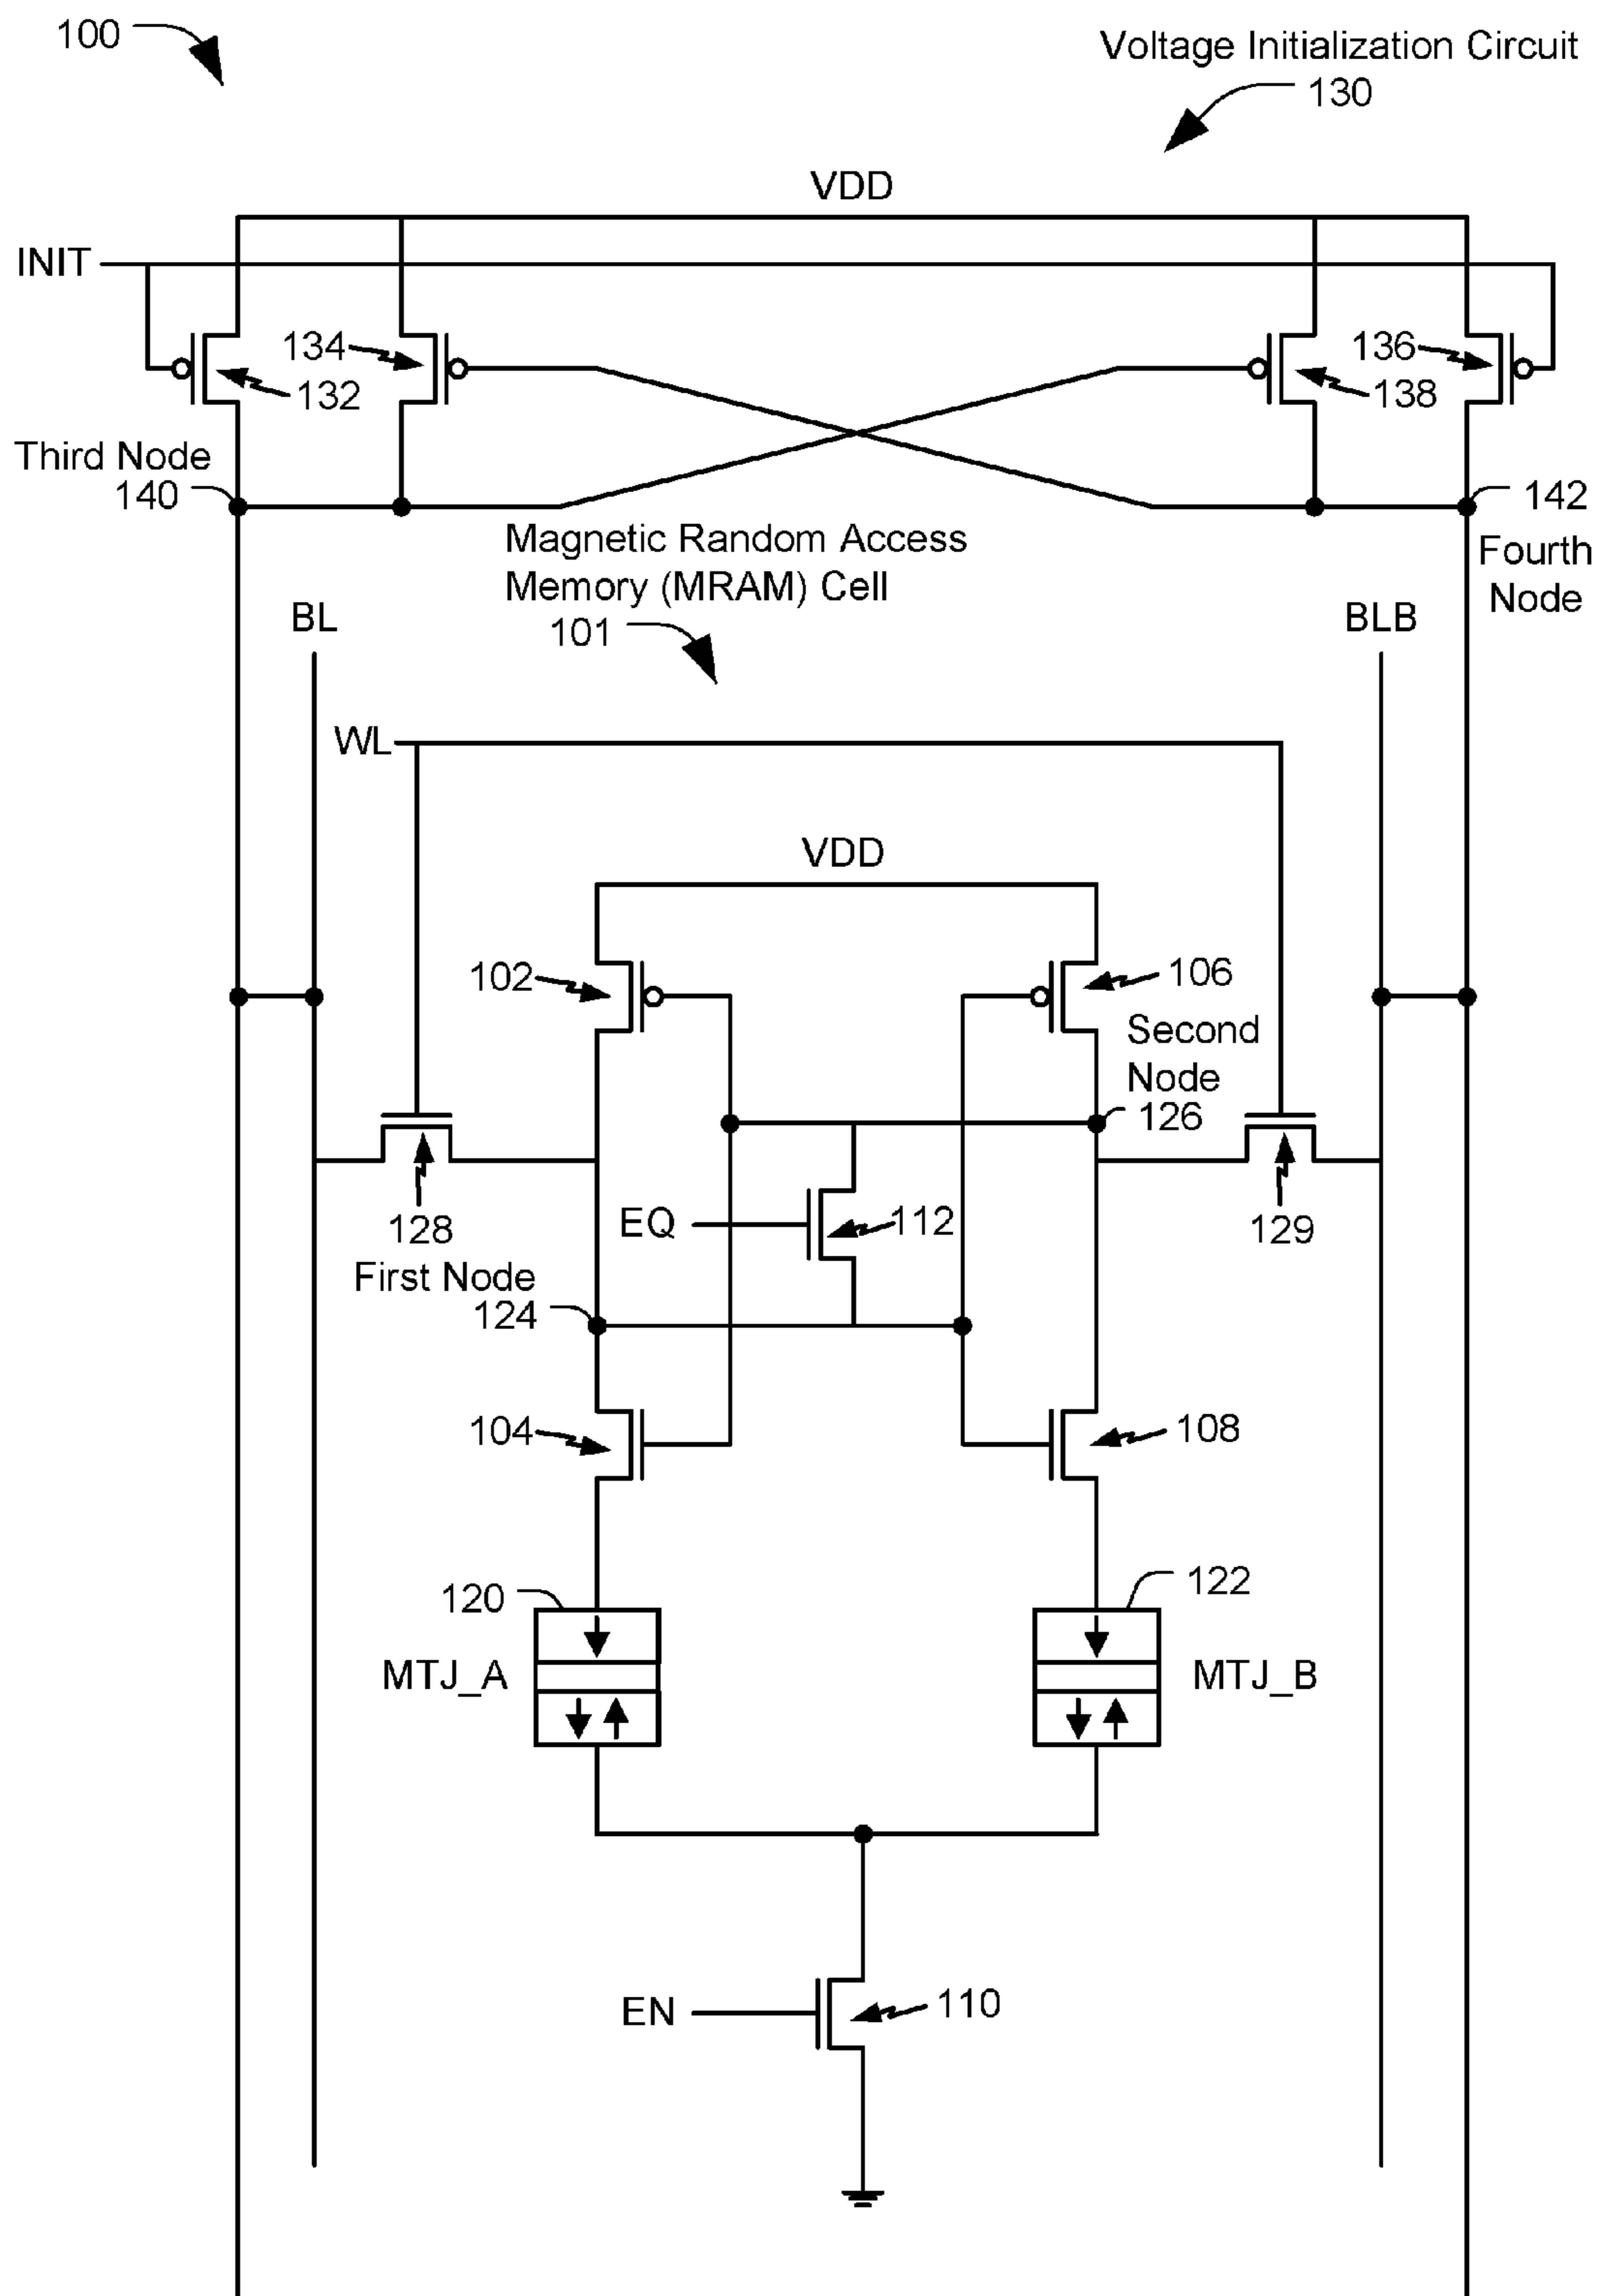 100
Voltage Initialization Circuit
130
VDD
INIT
134
132
136
138
Third Node
140
142
Fourth
Node
Magnetic Random Access
Memory (MRAM) Cell
101
BL
BLB
WL
VDD
102
106
Second
Node
126
128
EQ
112
129
First Node
124
104
108
120
122
MTJ_A
MTJ_B
EN
110